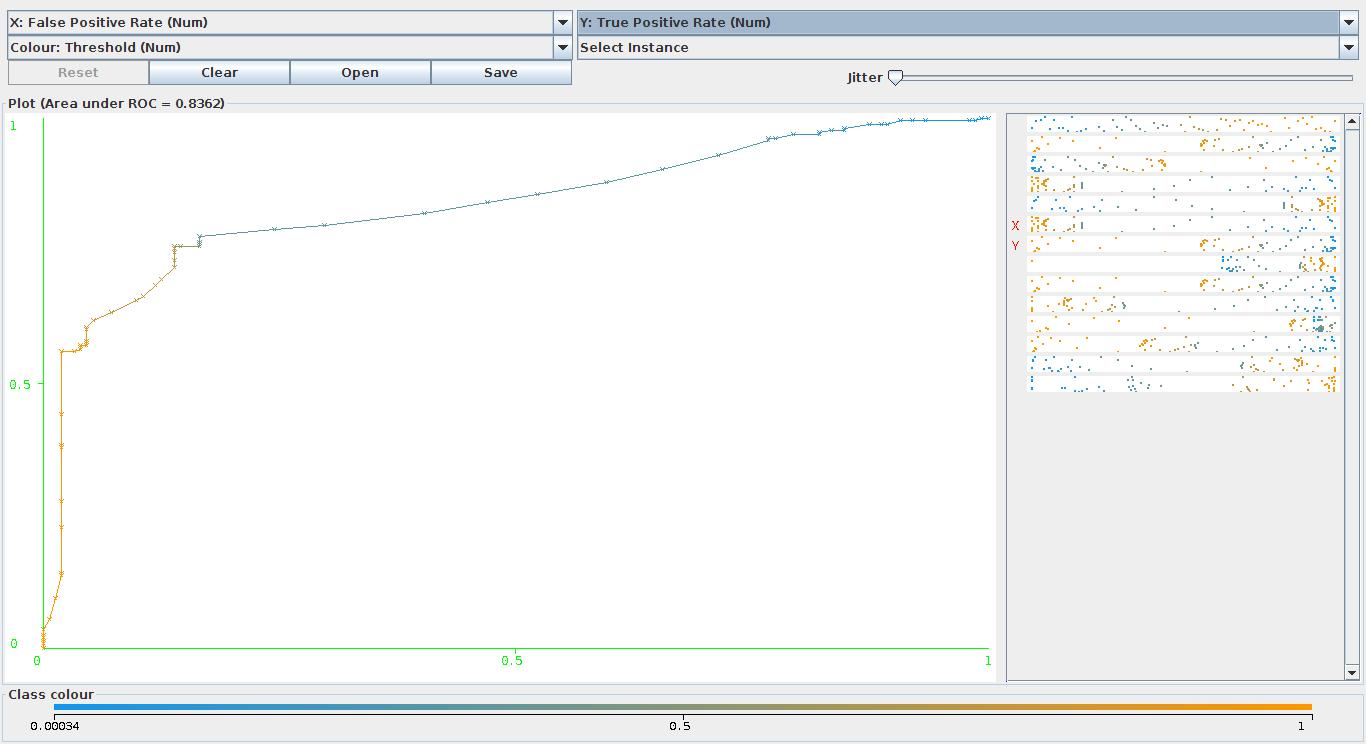 X: False Positive Rate (Num) Y: True Positive Rate (Num)
Colour: Threshold (Num) Select Instance
Reset Clear Open Save Jitter
Plot (Area under ROC = 0.8362)
1
X
Y
0.5
0
0 0.5 1
Class colour
0.00034 0.5 1